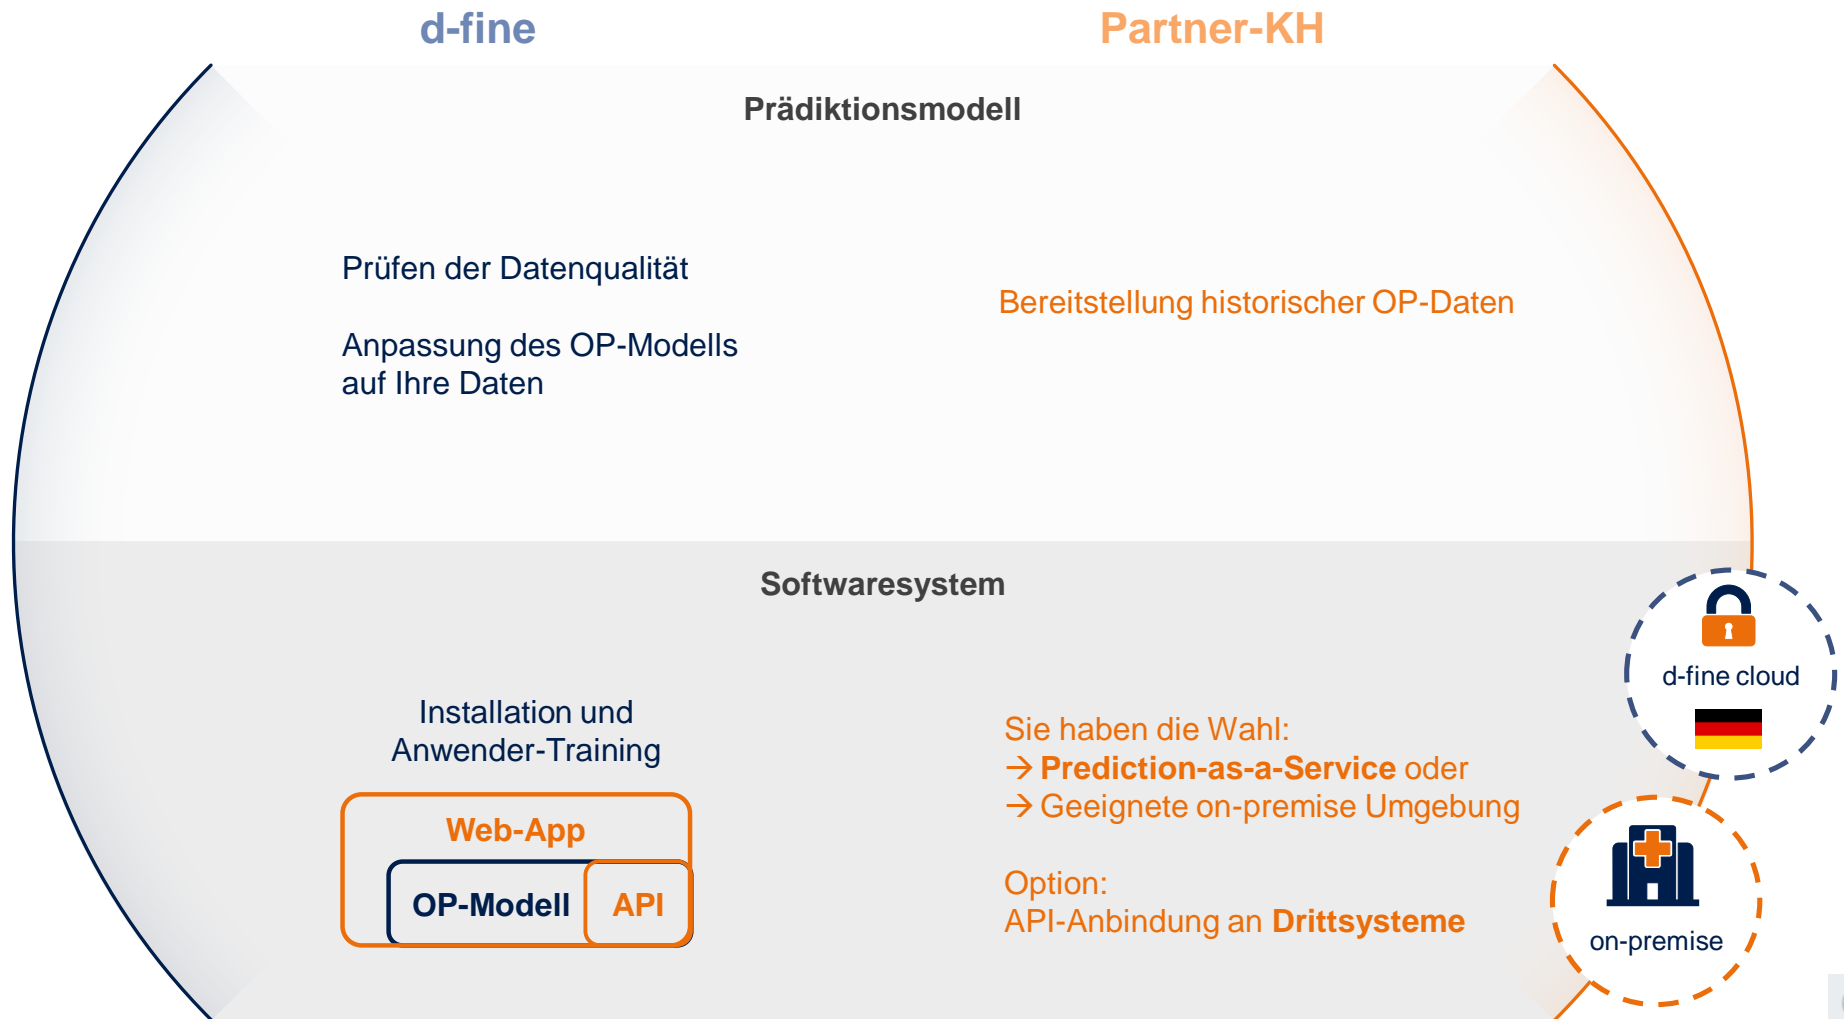 d-fine
Partner-KH
Prädiktionsmodell
Prüfen der Datenqualität
Anpassung des OP-Modells
auf Ihre Daten
Bereitstellung historischer OP-Daten
Softwaresystem
Installation und
Anwender-Training
Web-App
OP-Modell
API
Sie haben die Wahl:
→ Prediction-as-a-Service oder
→ Geeignete on-premise Umgebung
Option:
API-Anbindung an Drittsysteme
d-fine cloud
on-premise